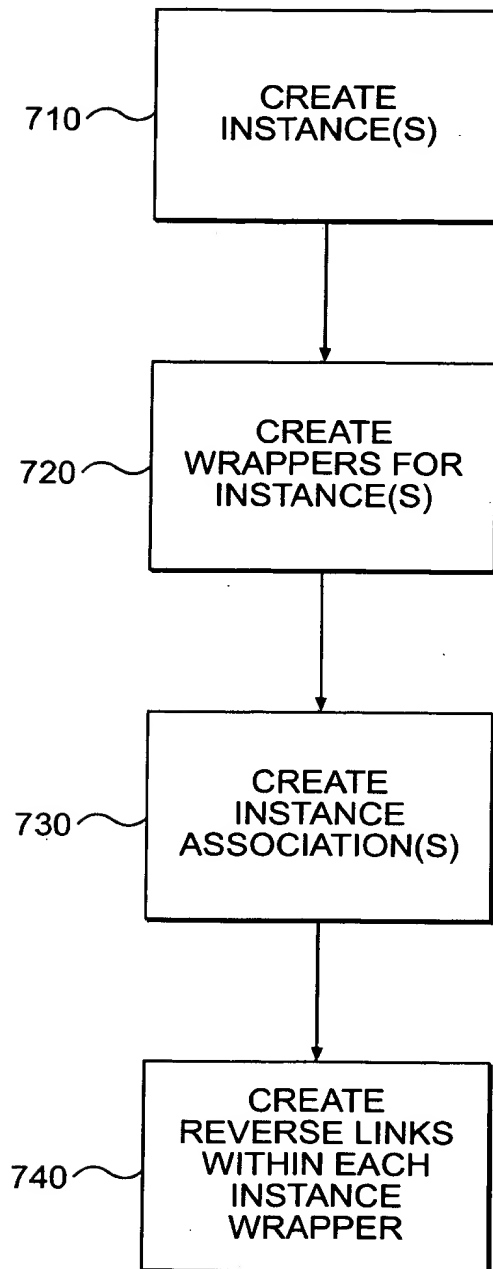 710
CREATE
INSTANCE(S)
720
CREATE
WRAPPERS FOR
INSTANCE(S)
730
CREATE
INSTANCE
ASSOCIATION(S)
740
CREATE
REVERSE LINKS
WITHIN EACH
INSTANCE
WRAPPER